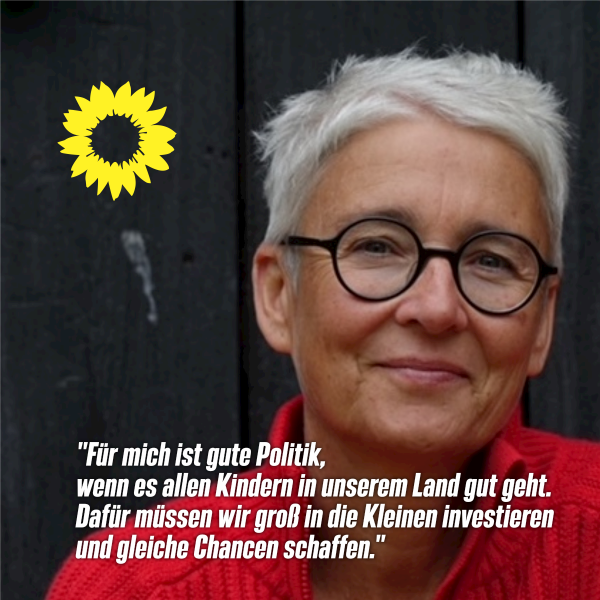 "Für mich ist gute Politik,
wenn es allen Kindern in unserem Land gut geht.
Dafür müssen wir groß in die Kleinen investieren
und gleiche Chancen schaffen."